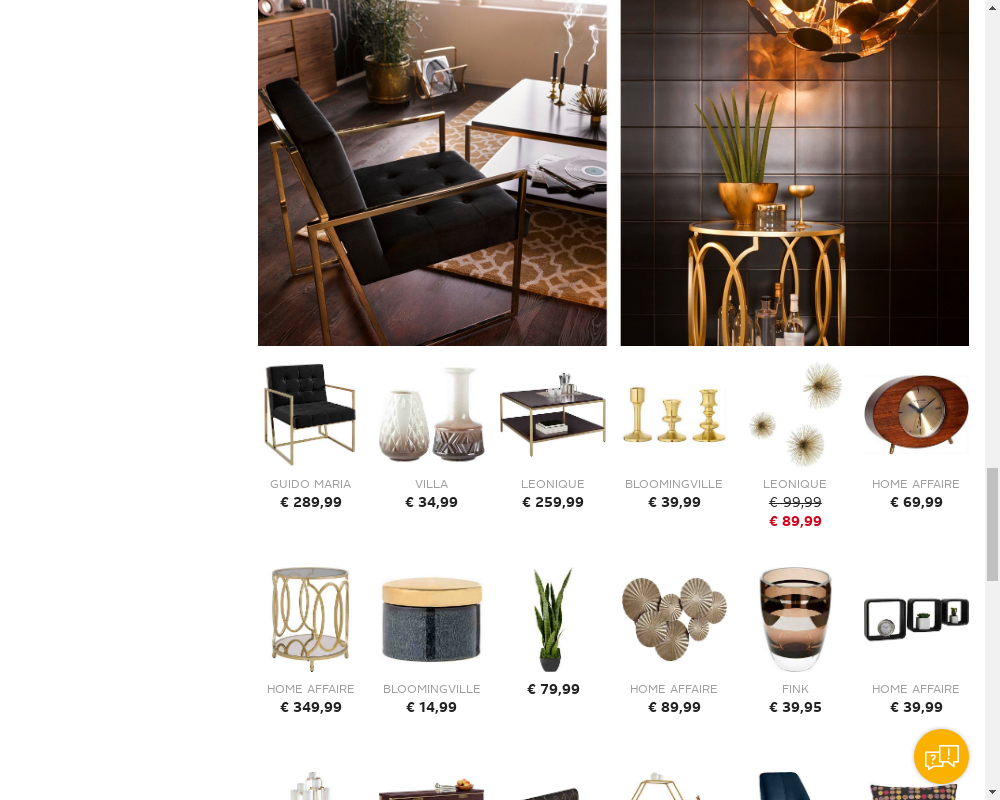 GUIDO MARIA
€ 289,99
VILLA
€ 34,99
LEONIQUE
€ 259,99
BLOOMINGVILLE
€ 39,99
LEONIQUE
€ 99,99
€ 89,99
HOME AFFAIRE
€ 69,99
HOME AFFAIRE
€ 349,99
BLOOMINGVILLE
€ 14,99
€ 79,99
HOME AFFAIRE
€ 89,99
FINK
€ 39,95
HOME AFFAIRE
€ 39,99